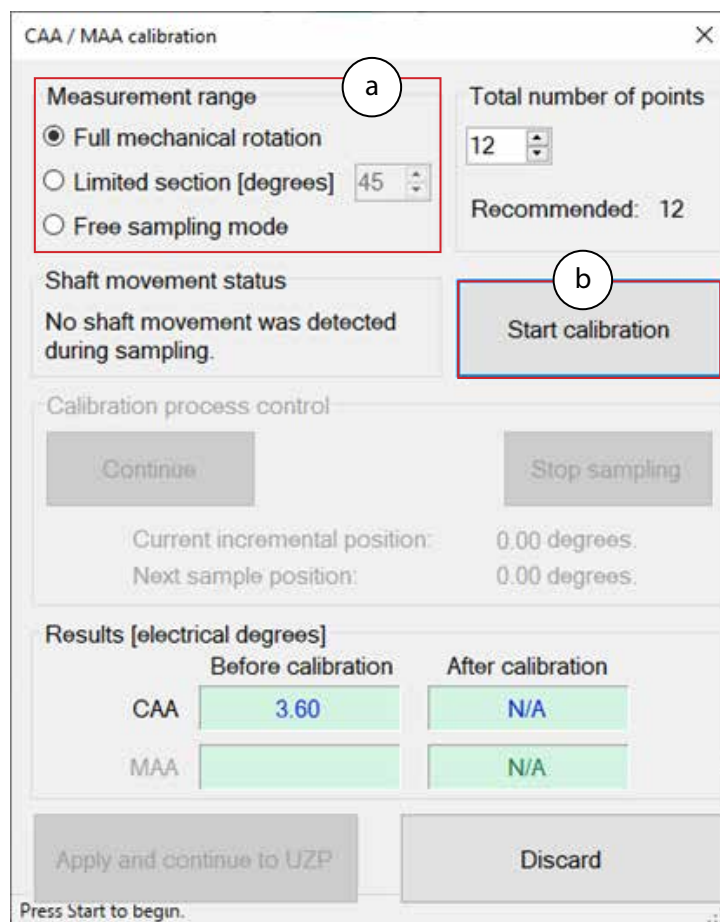 CAA / MAA calibration
a
Measurement range
Full mechanical rotation
Limited section [degrees] 45
Free sampling mode
Total number of points
12
Recommended: 12
Shaft movement status
No shaft movement was detected
during sampling.
b
Start calibration
Calibration process control
Continue
Stop sampling
Current incremental position: 0.00 degrees.
Next sample position: 0.00 degrees.
Results [electrical degrees]
Before calibration After calibration
CAA 3.60 N/A
MAA N/A
Apply and continue to UZP
Discard
Press Start to begin.